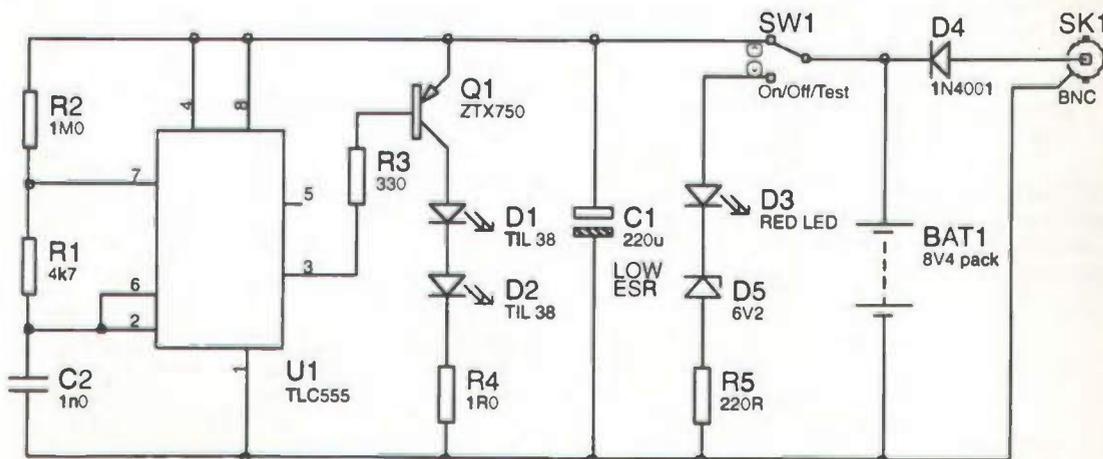 SW1
D4
SK1
On/Off/Test
1N4001
BNC
R2
1M0
4
8
Q1
ZTX750
R3
330
7
5
R1
4k7
6
2
3
1
D1
TIL 38
D2
TIL 38
C1
220u
LOW
ESR
D3
RED LED
D5
6V2
BAT1
8V4 pack
C2
1n0
U1
TLC555
R4
1R0
R5
220R